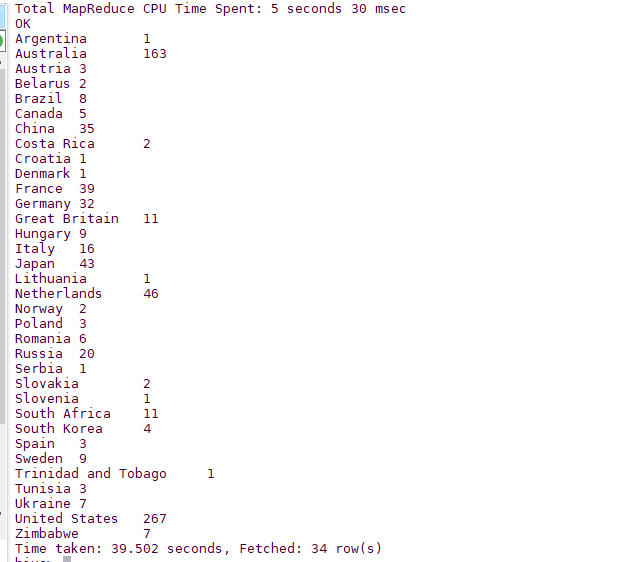 Total MapReduce CPU Time Spent: 5 seconds 30 msec
OK
Argentina 1
Australia 163
Austria 3
Belarus 2
Brazil 8
Canada 5
China 35
Costa Rica 2
Croatia 1
Denmark 1
France 39
Germany 32
Great Britain 11
Hungary 9
Italy 16
Japan 43
Lithuania 1
Netherlands 46
Norway 2
Poland 3
Romania 6
Russia 20
Serbia 1
Slovakia 2
Slovenia 1
South Africa 11
South Korea 4
Spain 3
Sweden 9
Trinidad and Tobago 1
Tunisia 3
Ukraine 7
United States 267
Zimbabwe 7
Time taken: 39.502 seconds, Fetched: 34 row(s)